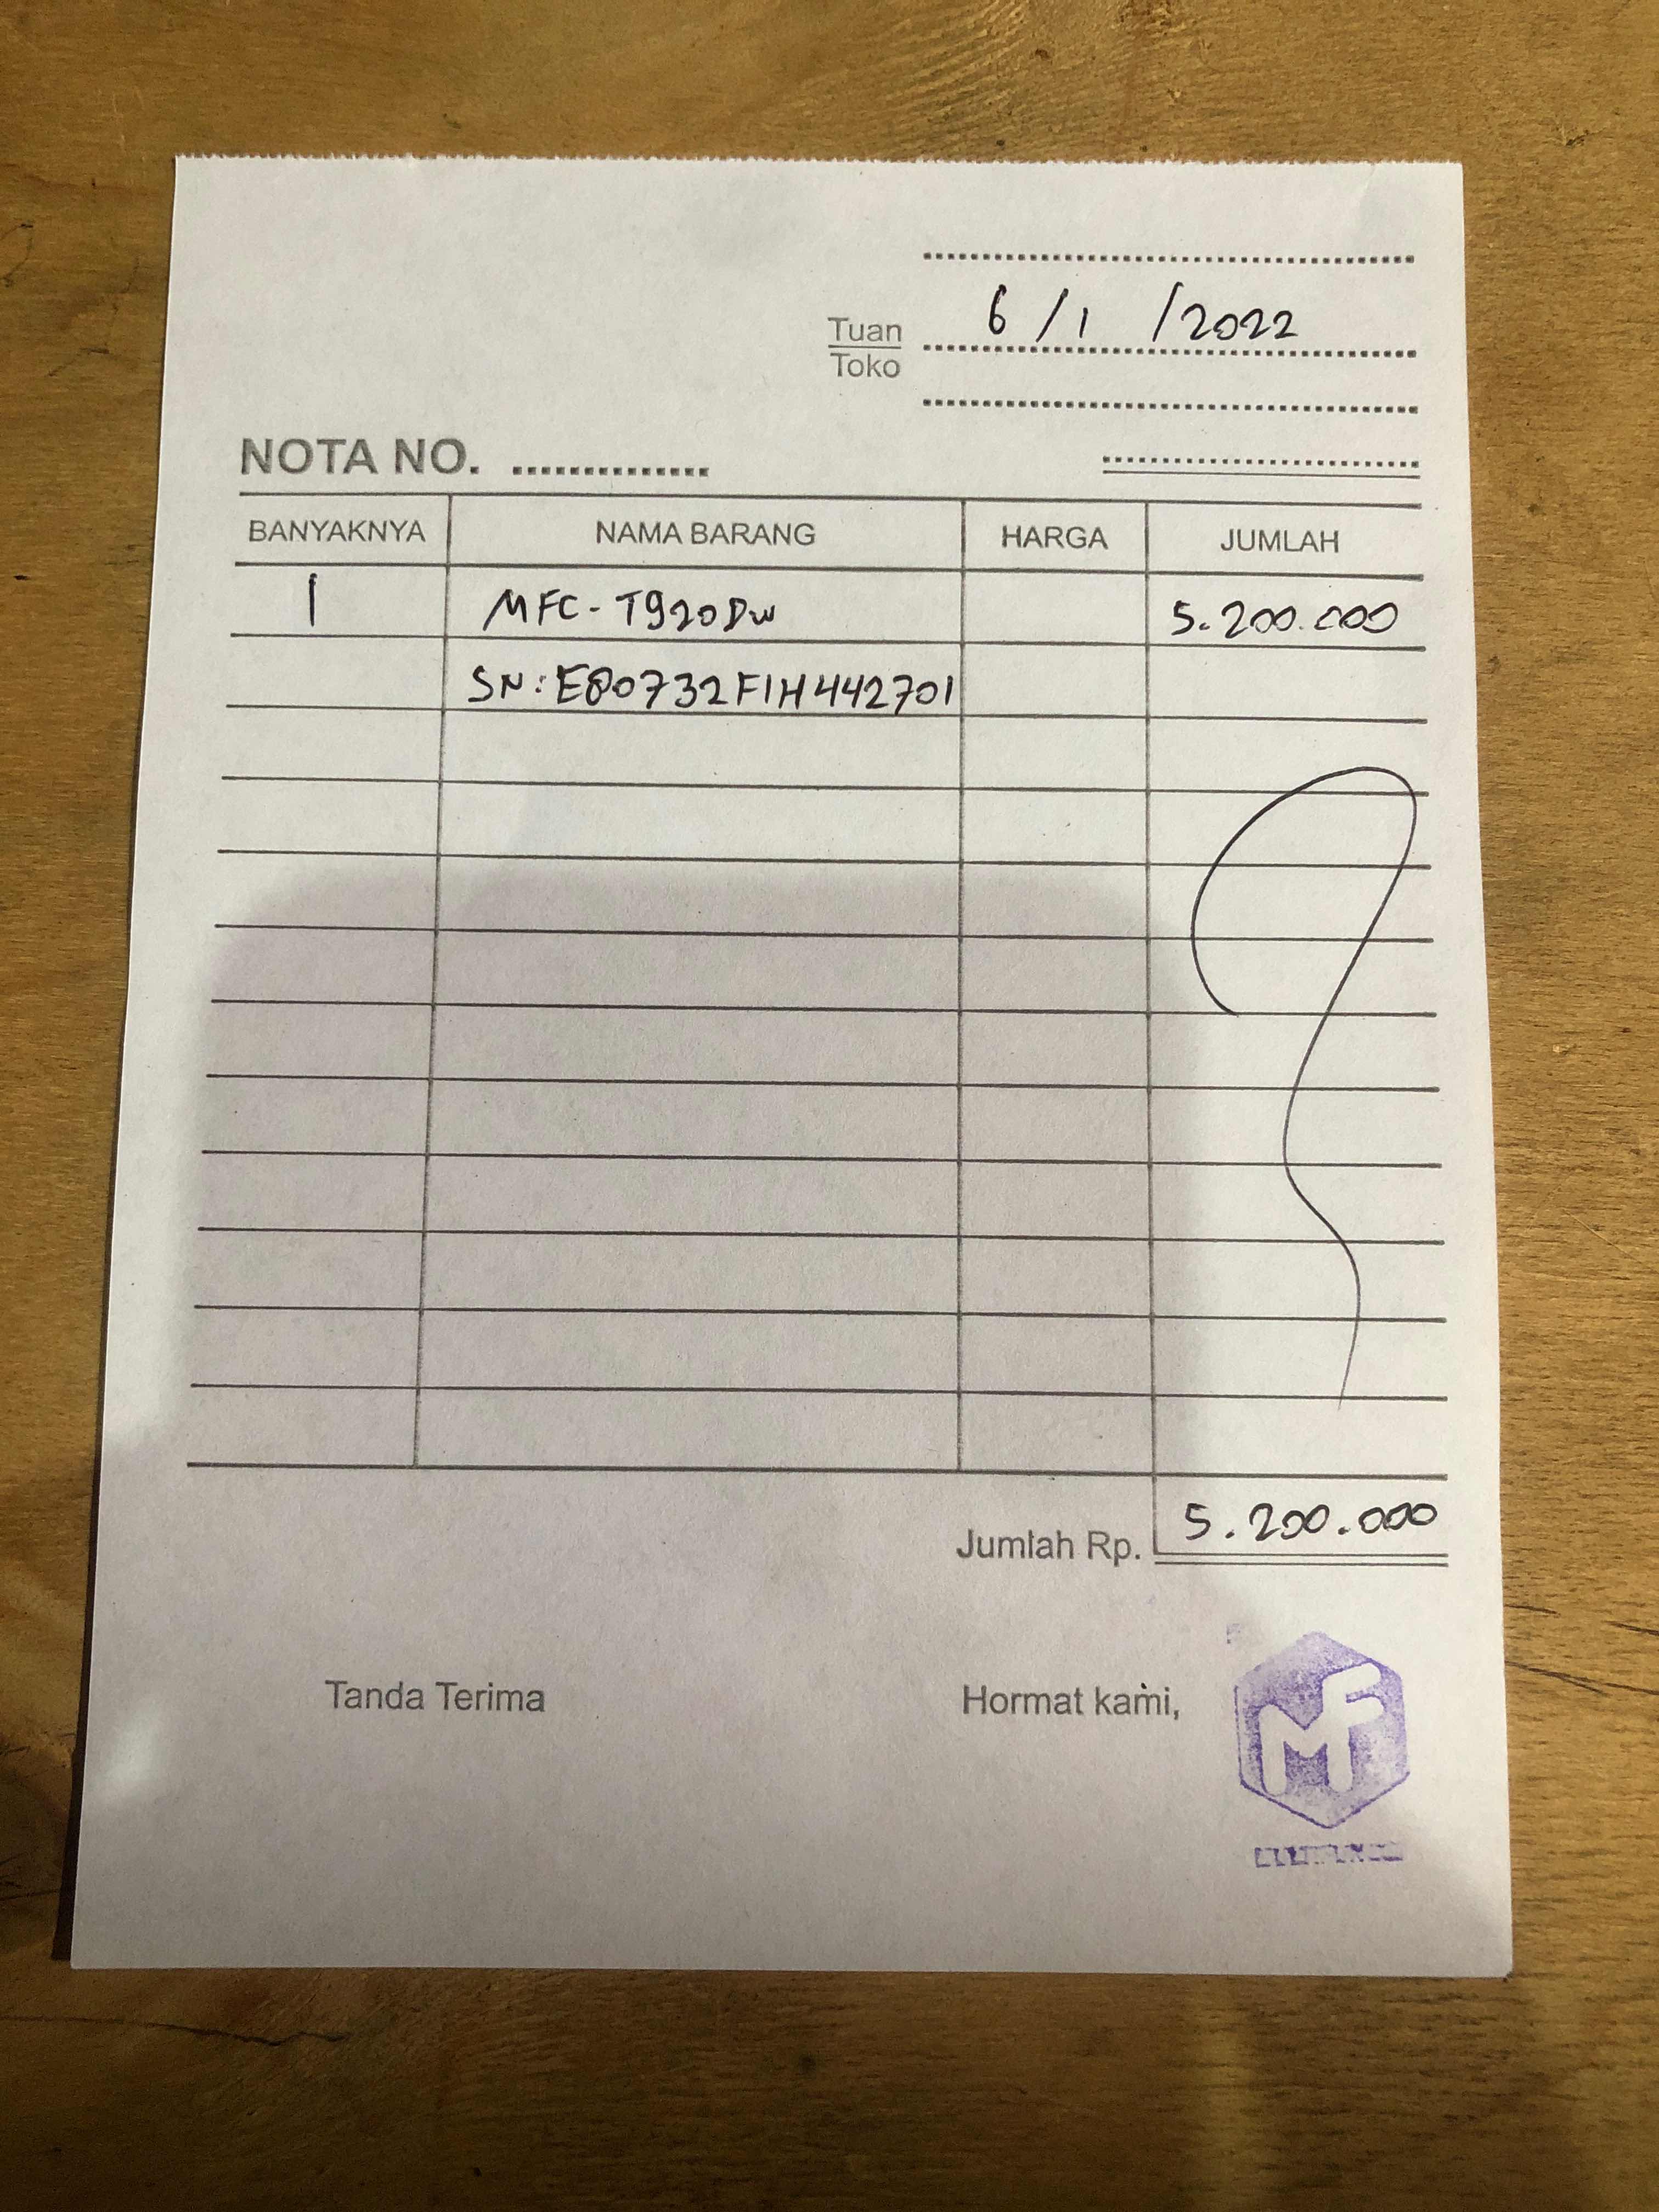 6 / 1 / 2022
Tuan
Toko
NOTA NO. ..............
BANYAKNYA NAMA BARANG HARGA JUMLAH
1 MFC-T920DW 5.200.000
SN: E80732F1H442701
Jumlah Rp. 5.200.000
Tanda Terima Hormat kami,
MF